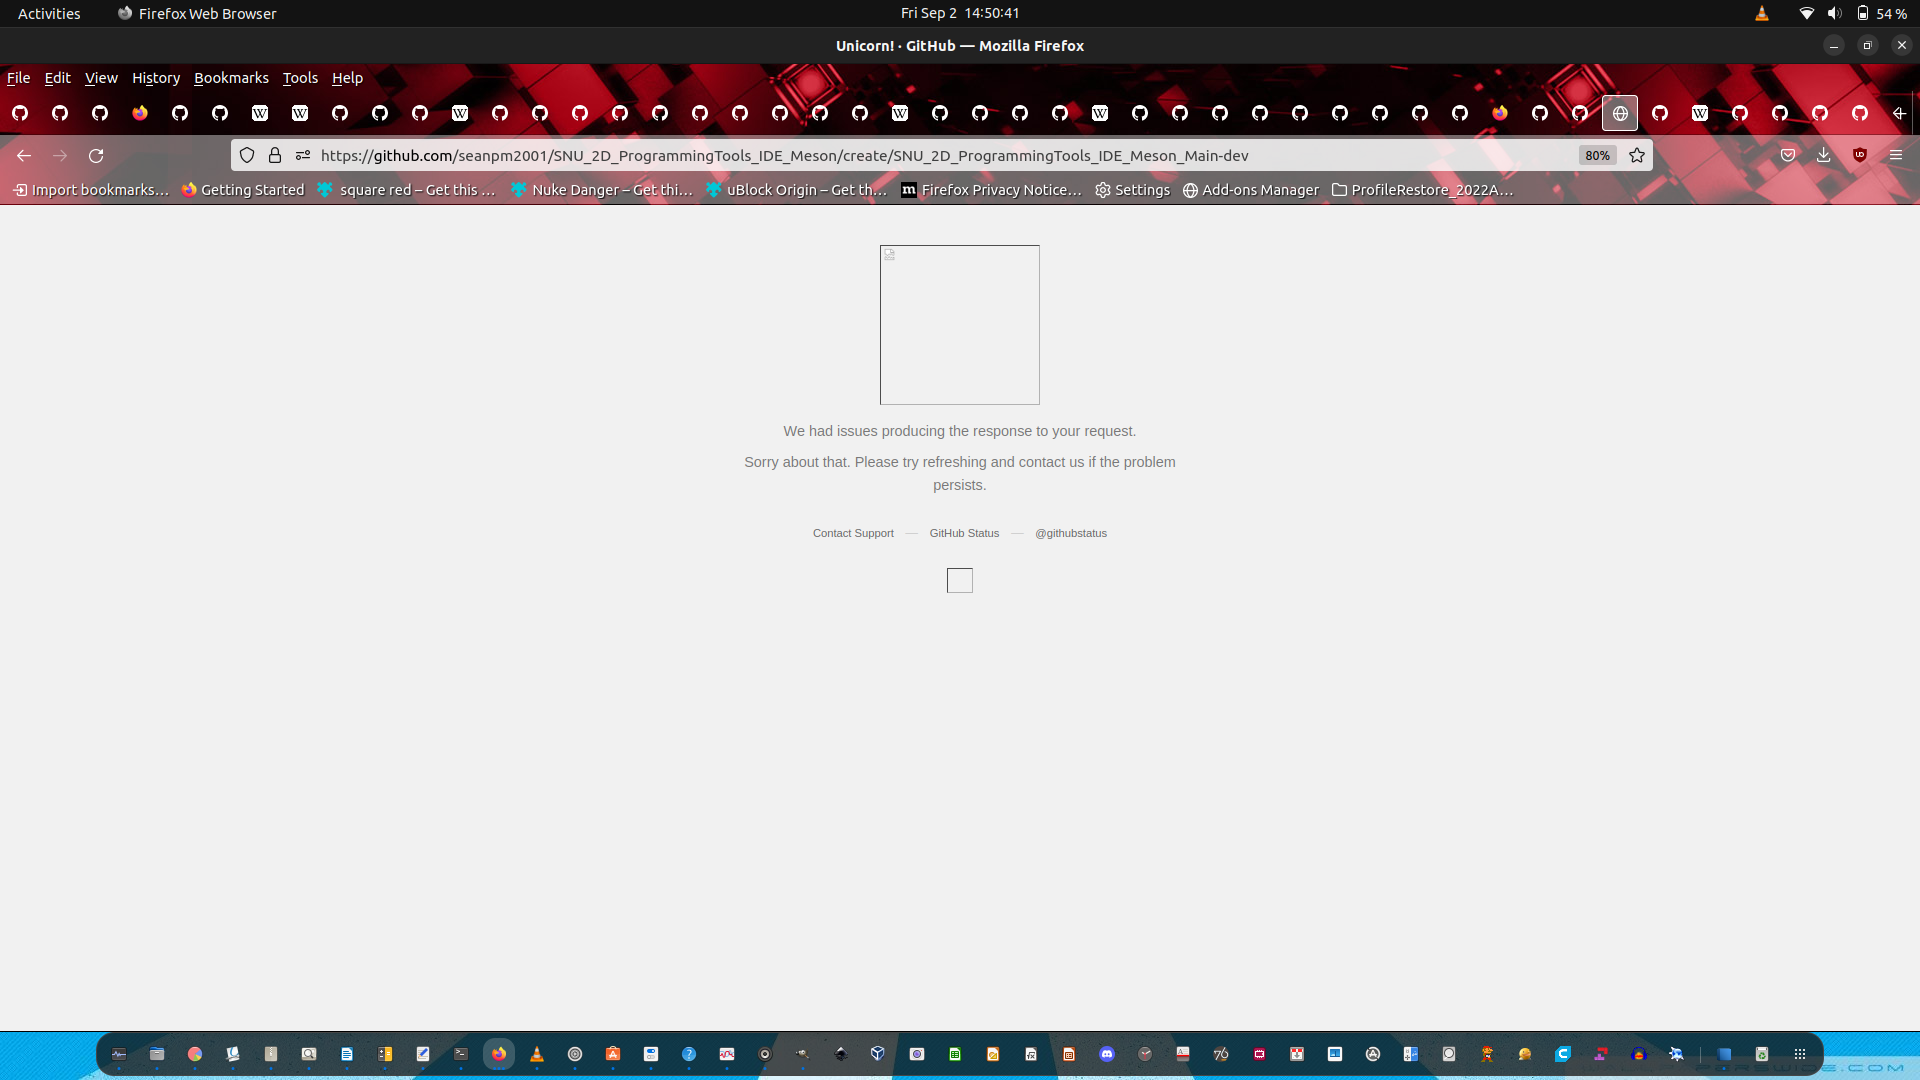 Activities Firefox Web Browser Fri Sep 2 14:50:41 54 %
Unicorn! · GitHub — Mozilla Firefox
File Edit View History Bookmarks Tools Help
https://github.com/seanpm2001/SNU_2D_ProgrammingTools_IDE_Meson/create/SNU_2D_ProgrammingTools_IDE_Meson_Main-dev 80%
Import bookmarks… Getting Started square red – Get this … Nuke Danger – Get thi… uBlock Origin – Get th… Firefox Privacy Notice… Settings Add-ons Manager ProfileRestore_2022A…
We had issues producing the response to your request.
Sorry about that. Please try refreshing and contact us if the problem
persists.
Contact Support — GitHub Status — @githubstatus